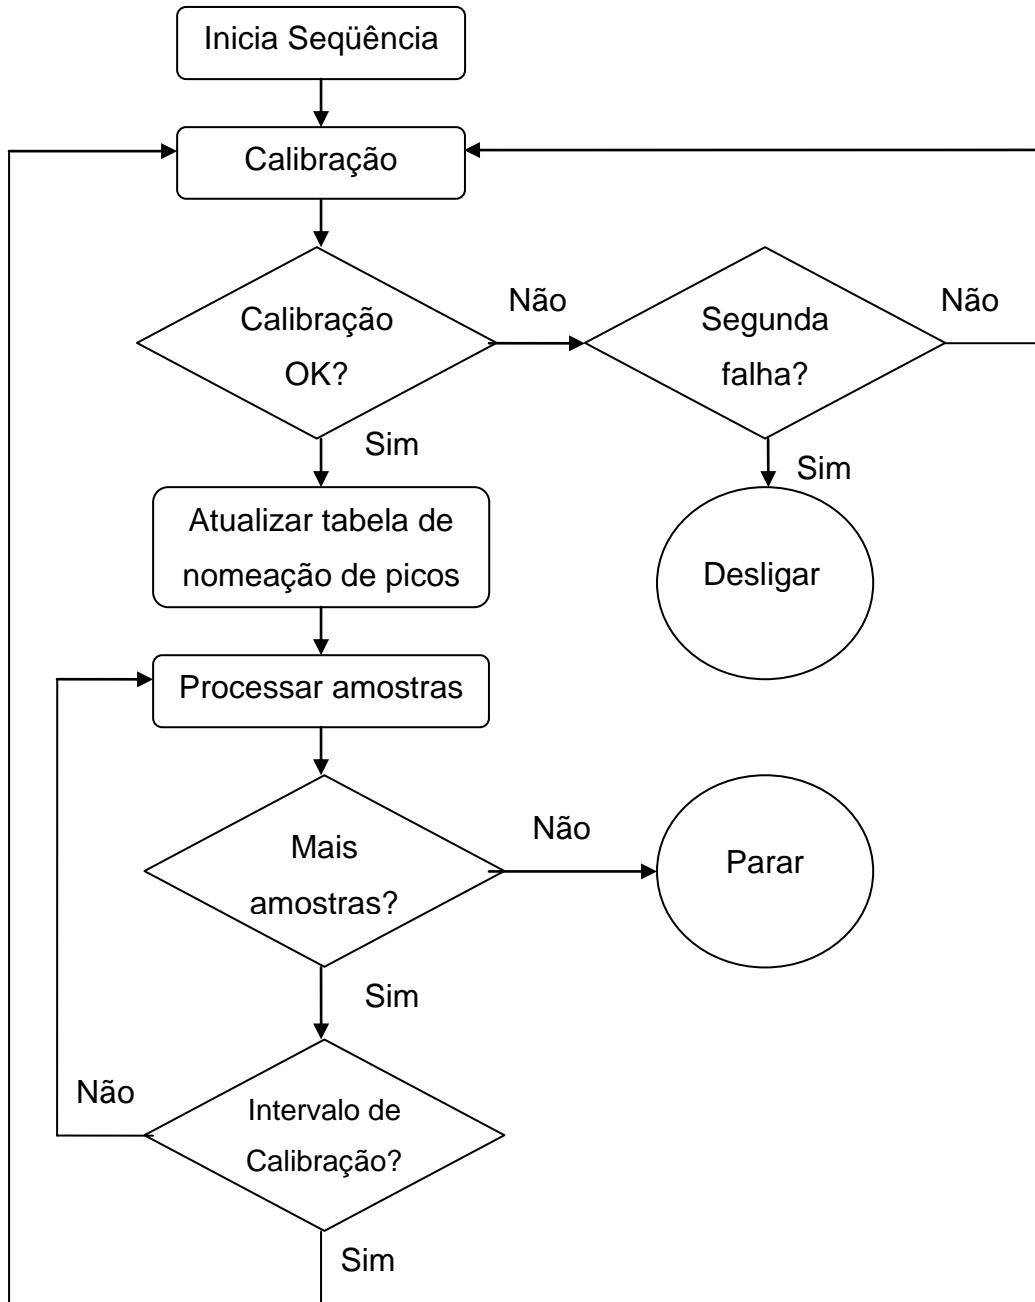 Inicia Seqüência
Calibração
Calibração
OK?
Não
Segunda
falha?
Não
Sim
Sim
Atualizar tabela de
nomeação de picos
Desligar
Processar amostras
Mais
amostras?
Não
Parar
Sim
Não
Intervalo de
Calibração?
Sim